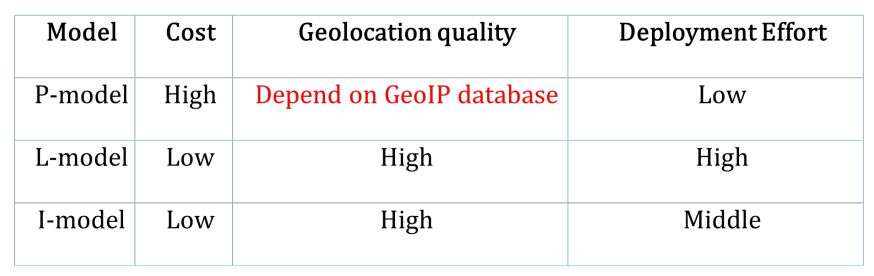 Model Cost Geolocation quality Deployment Effort
P-model High Depend on GeoIP database Low
L-model Low High High
I-model Low High Middle